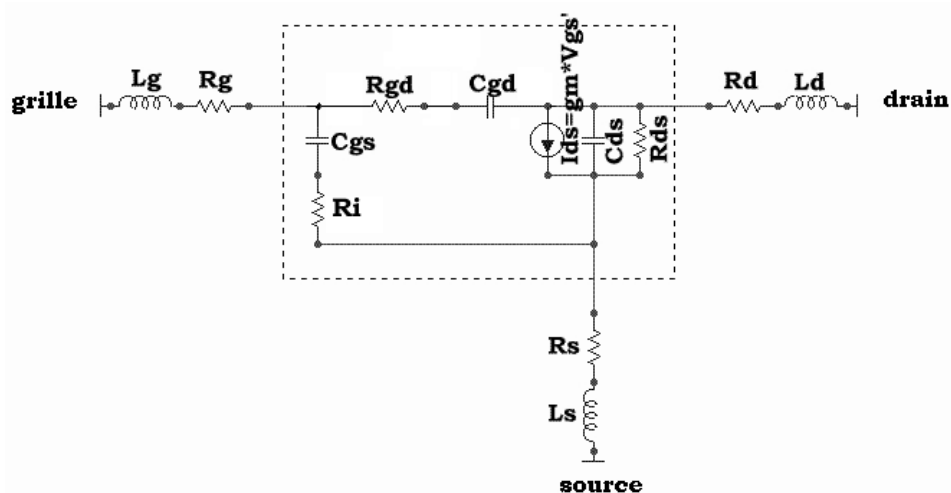 Lg
Rg
Rgd
Cgd
Ids=gm*Vgs'
Cds
Rds
Rd
Ld
grille
drain
Cgs
Ri
Rs
Ls
source